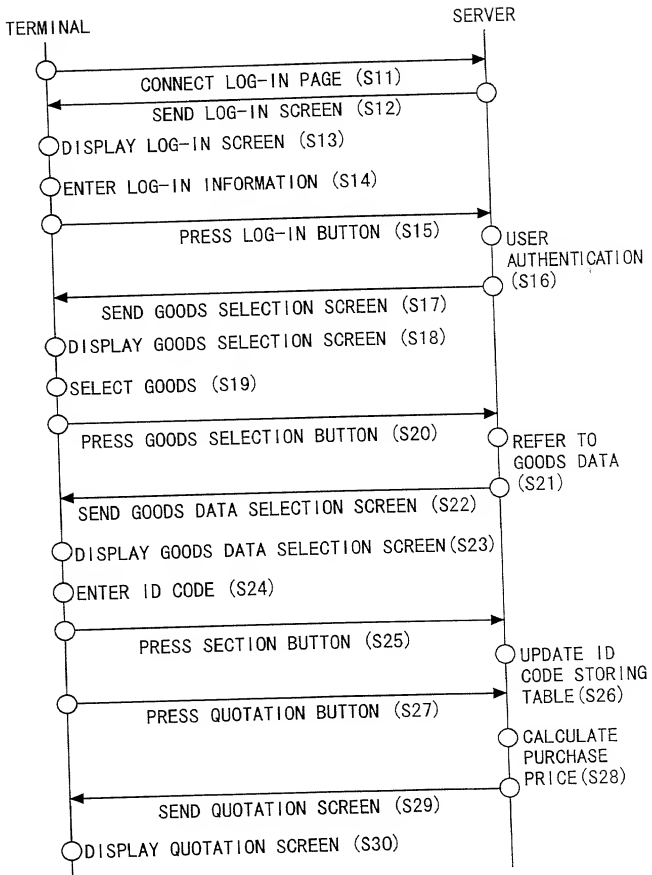 TERMINAL
SERVER
CONNECT LOG-IN PAGE (S11)
SEND LOG-IN SCREEN (S12)
DISPLAY LOG-IN SCREEN (S13)
ENTER LOG-IN INFORMATION (S14)
PRESS LOG-IN BUTTON (S15)
USER
AUTHENTICATION
(S16)
SEND GOODS SELECTION SCREEN (S17)
DISPLAY GOODS SELECTION SCREEN (S18)
SELECT GOODS (S19)
PRESS GOODS SELECTION BUTTON (S20)
REFER TO
GOODS DATA
(S21)
SEND GOODS DATA SELECTION SCREEN (S22)
DISPLAY GOODS DATA SELECTION SCREEN(S23)
ENTER ID CODE (S24)
PRESS SECTION BUTTON (S25)
UPDATE ID
CODE STORING
TABLE(S26)
PRESS QUOTATION BUTTON (S27)
CALCULATE
PURCHASE
PRICE(S28)
SEND QUOTATION SCREEN (S29)
DISPLAY QUOTATION SCREEN (S30)